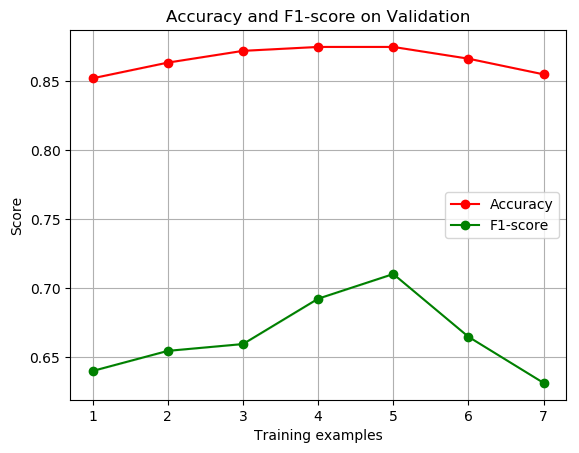 Accuracy and F1-score on Validation
0.85
0.80
0.75
0.70
0.65
Score
Accuracy
F1-score
1 2 3 4 5 6 7
Training examples